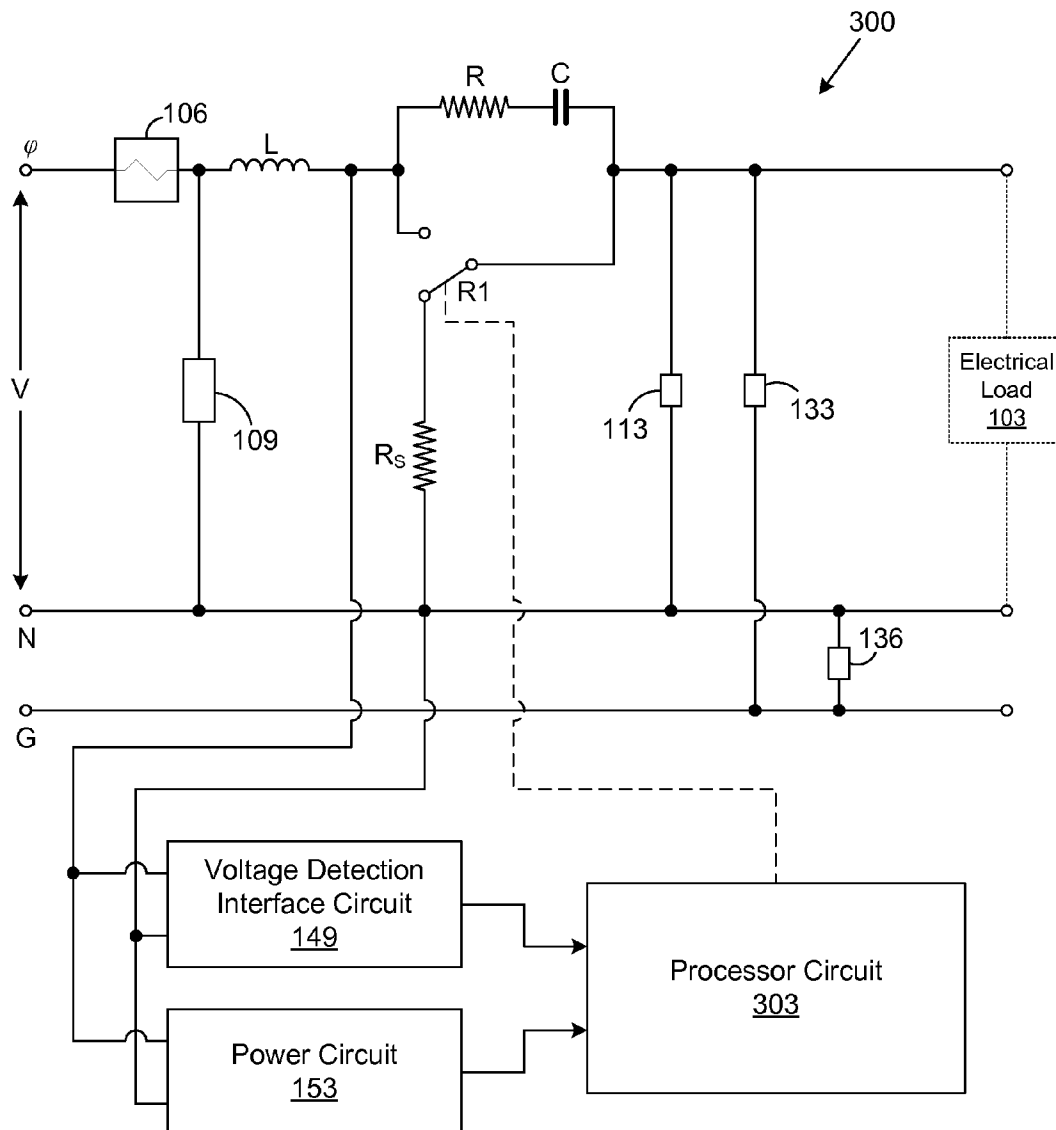 300
R C
106
φ
L
R1
V
109
RS
113
133
Electrical
Load
103
N
136
G
Voltage Detection
Interface Circuit
149
Processor Circuit
303
Power Circuit
153